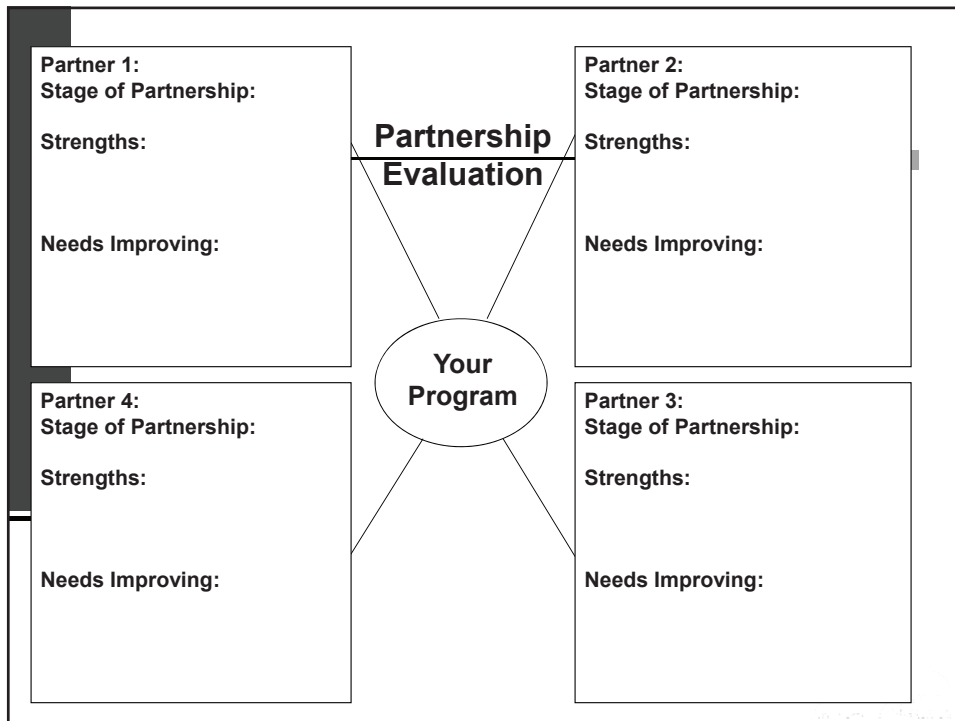 Partner 1:
Stage of Partnership:
Strengths:
Needs Improving:
Partnership
Evaluation
Partner 2:
Stage of Partnership:
Strengths:
Needs Improving:
Your
Program
Partner 4:
Stage of Partnership:
Strengths:
Needs Improving:
Partner 3:
Stage of Partnership:
Strengths:
Needs Improving: